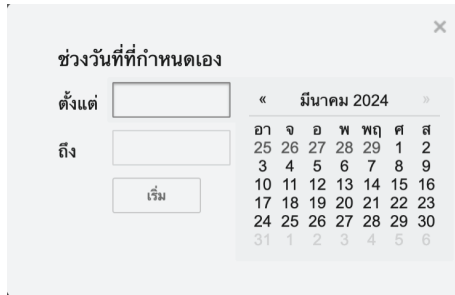 ×
ช่วงวันที่ที่กำหนดเอง
ตั้งแต่
ถึง
เริ่ม
« มีนาคม 2024 »
อา จ อ พ พฤ ศ ส
25 26 27 28 29 1 2
3 4 5 6 7 8 9
10 11 12 13 14 15 16
17 18 19 20 21 22 23
24 25 26 27 28 29 30
31 1 2 3 4 5 6